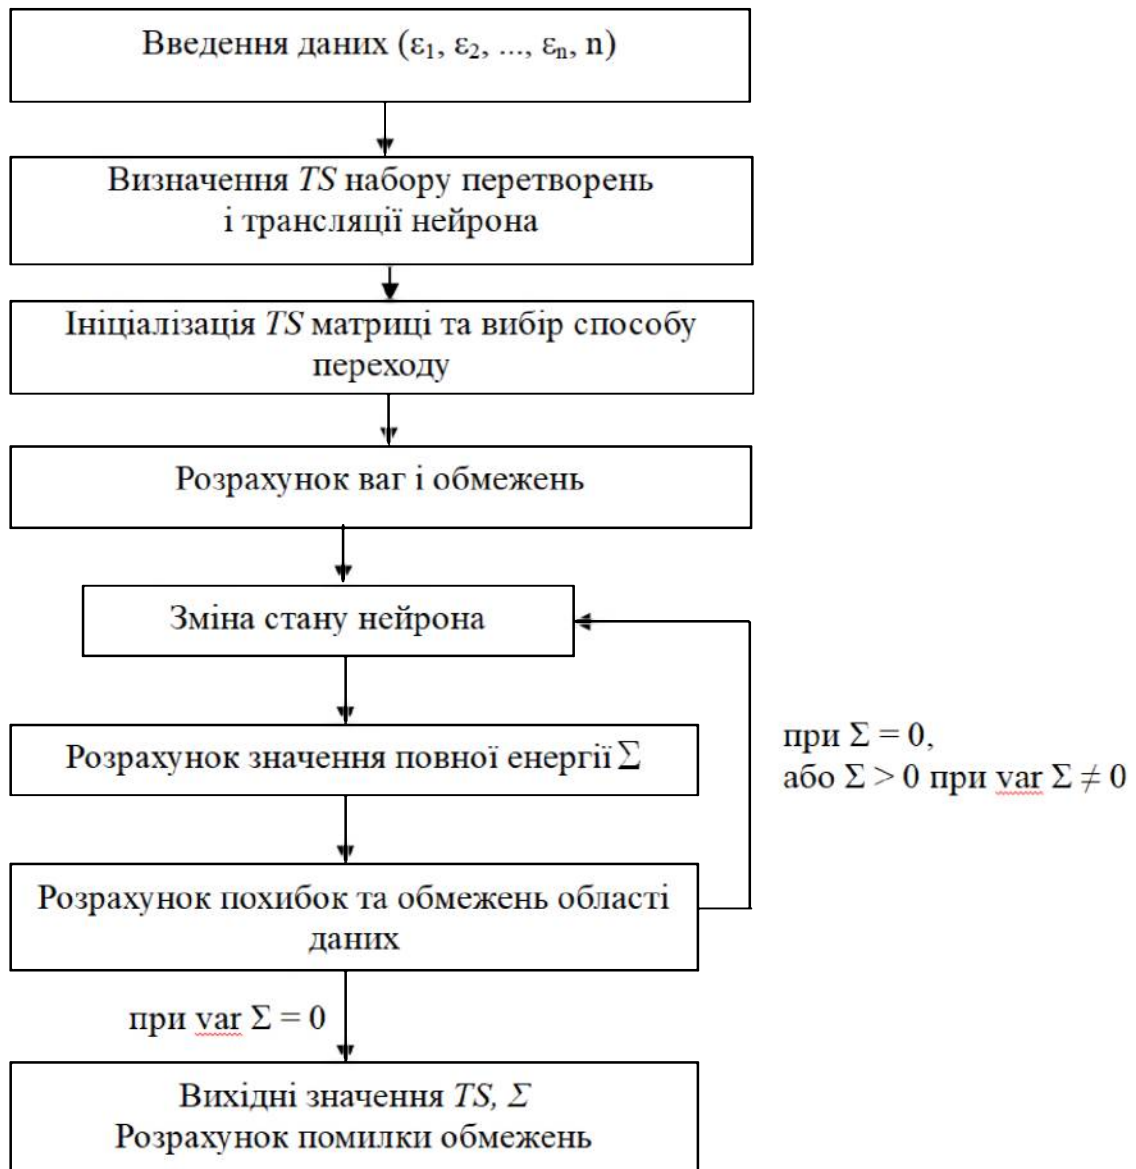 Введення даних (ε₁, ε₂, ..., εₙ, n)
Визначення TS набору перетворень
і трансляції нейрона
Ініціалізація TS матриці та вибір способу
переходу
Розрахунок ваг і обмежень
Зміна стану нейрона
Розрахунок значення повної енергії Σ
при Σ = 0,
або Σ > 0 при var Σ ≠ 0
Розрахунок похибок та обмежень області
даних
при var Σ = 0
Вихідні значення TS, Σ
Розрахунок помилки обмежень